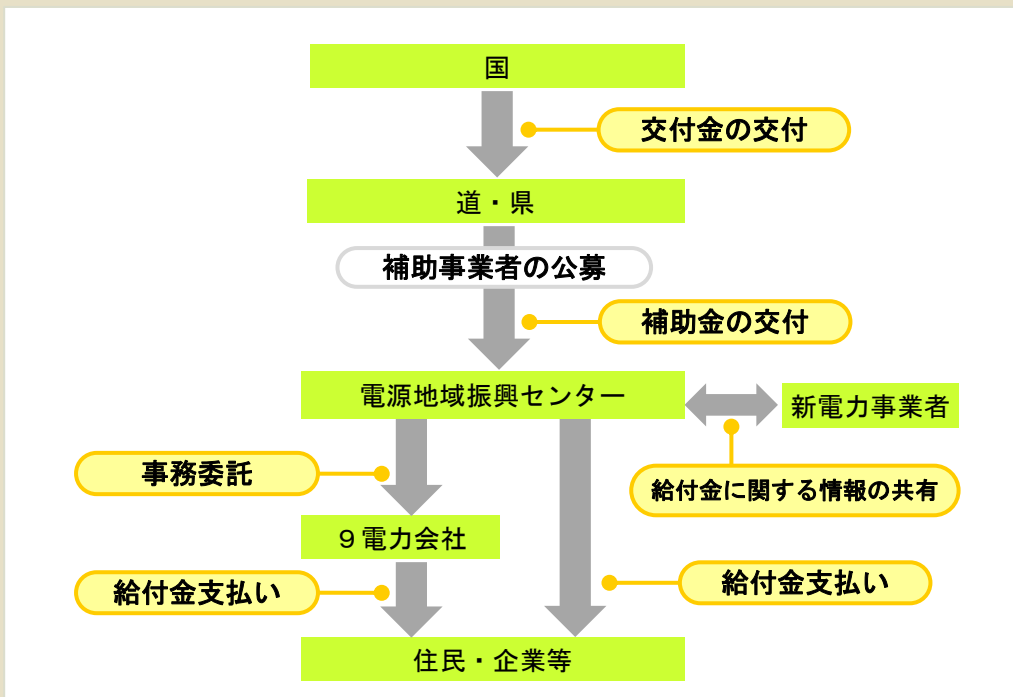 国
交付金の交付
道・県
補助事業者の公募
補助金の交付
電源地域振興センター
新電力事業者
事務委託
給付金に関する情報の共有
９電力会社
給付金支払い
給付金支払い
住民・企業等